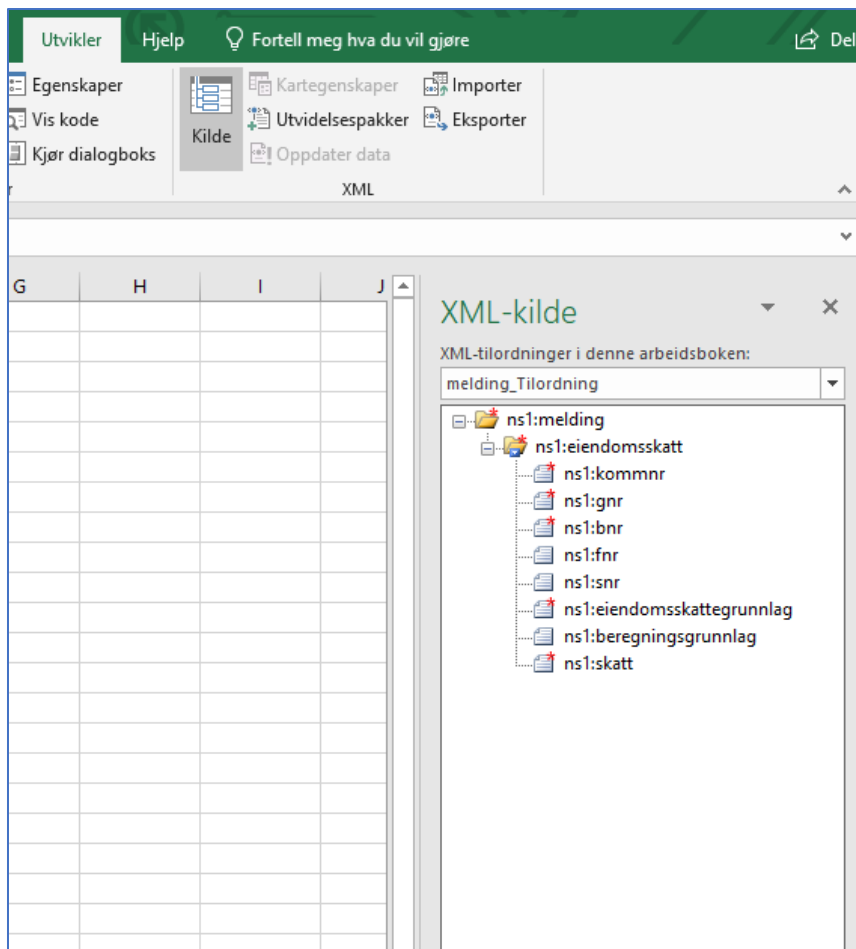 Utvikler Hjelp Fortell meg hva du vil gjøre Del
Egenskaper Kartegenskaper Importer
Vis kode Kilde Utvidelsespakker Eksporter
Kjør dialogboks Oppdater data
r XML
G H I J
XML-kilde
XML-tilordninger i denne arbeidsboken:
melding_Tilordning
ns1:melding
ns1:eiendomsskatt
ns1:kommnr
ns1:gnr
ns1:bnr
ns1:fnr
ns1:snr
ns1:eiendomsskattegrunnlag
ns1:beregningsgrunnlag
ns1:skatt